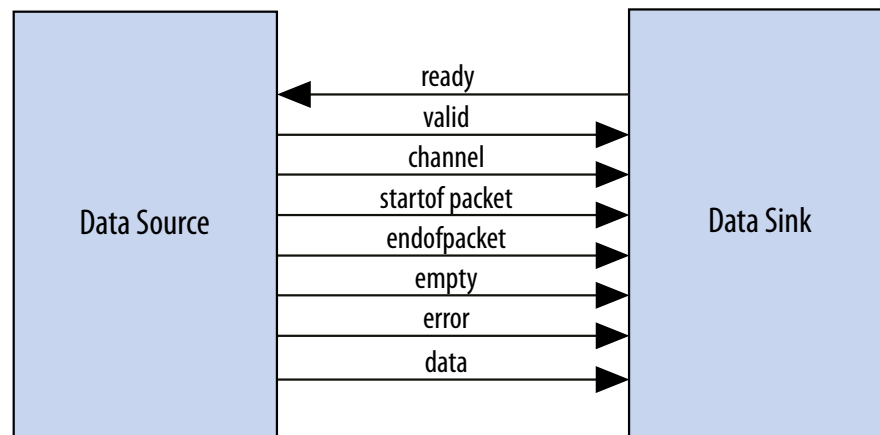 ready
valid
channel
startof packet
Data Source
Data Sink
endofpacket
empty
error
data